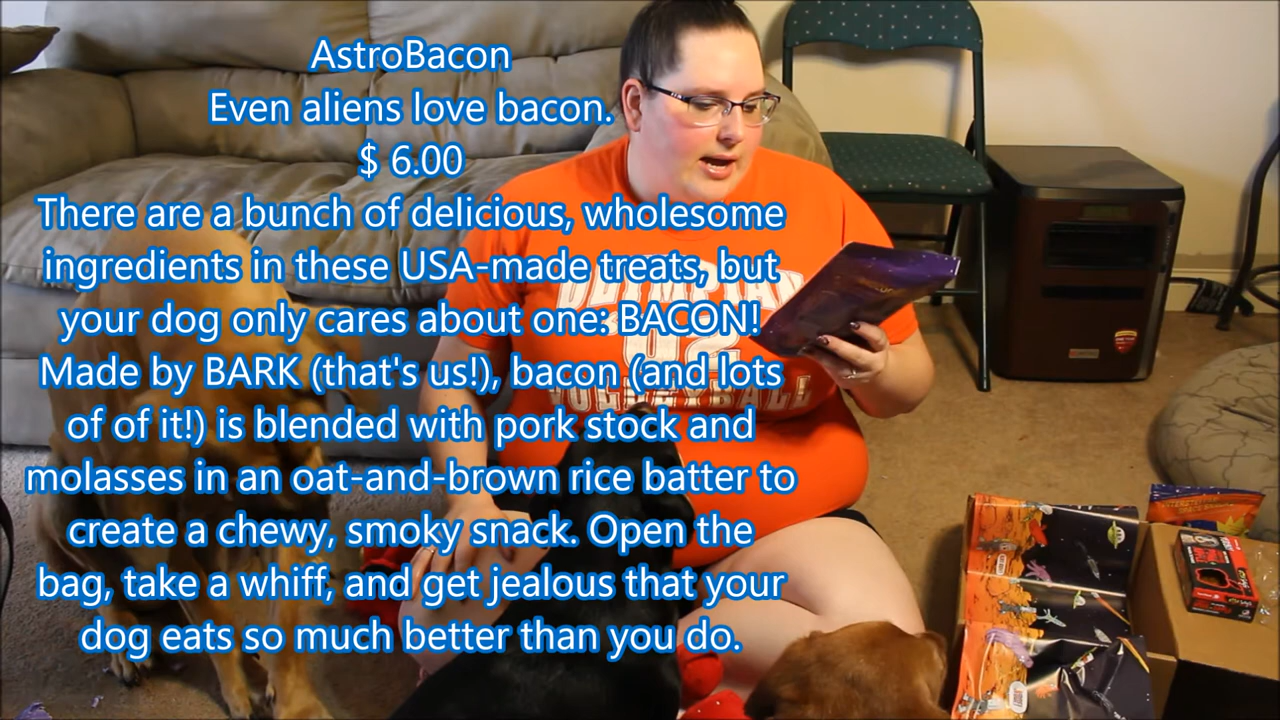 AstroBacon
Even aliens love bacon.
$ 6.00
There are a bunch of delicious, wholesome
ingredients in these USA-made treats, but
your dog only cares about one: BACON!
Made by BARK (that's us!), bacon (and lots
of of it!) is blended with pork stock and
molasses in an oat-and-brown rice batter to
create a chewy, smoky snack. Open the
bag, take a whiff, and get jealous that your
dog eats so much better than you do.
OLYMPIAN
02
VOLLEYBALL